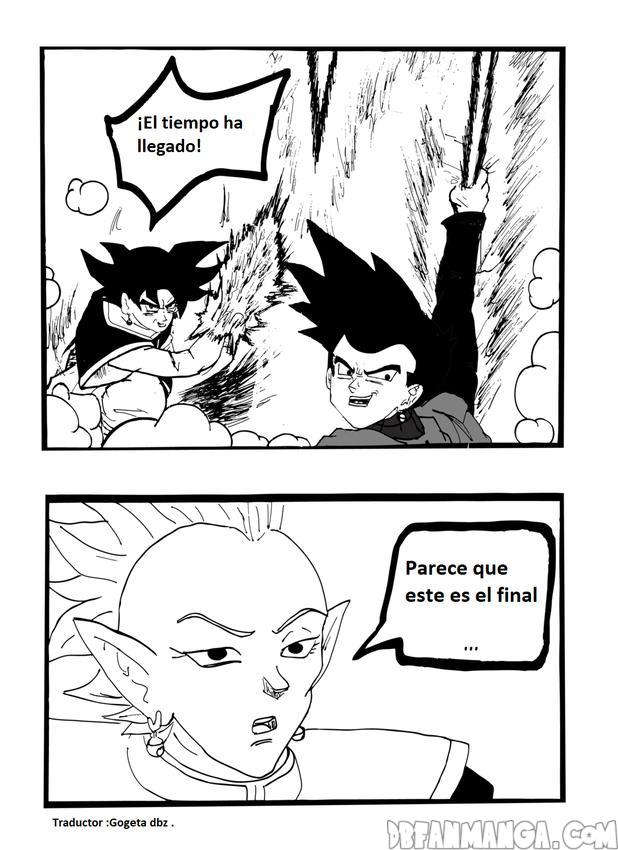 ¡El tiempo ha
llegado!
Parece que
este es el final
...
Traductor :Gogeta dbz .
DBFANMANGA.COM